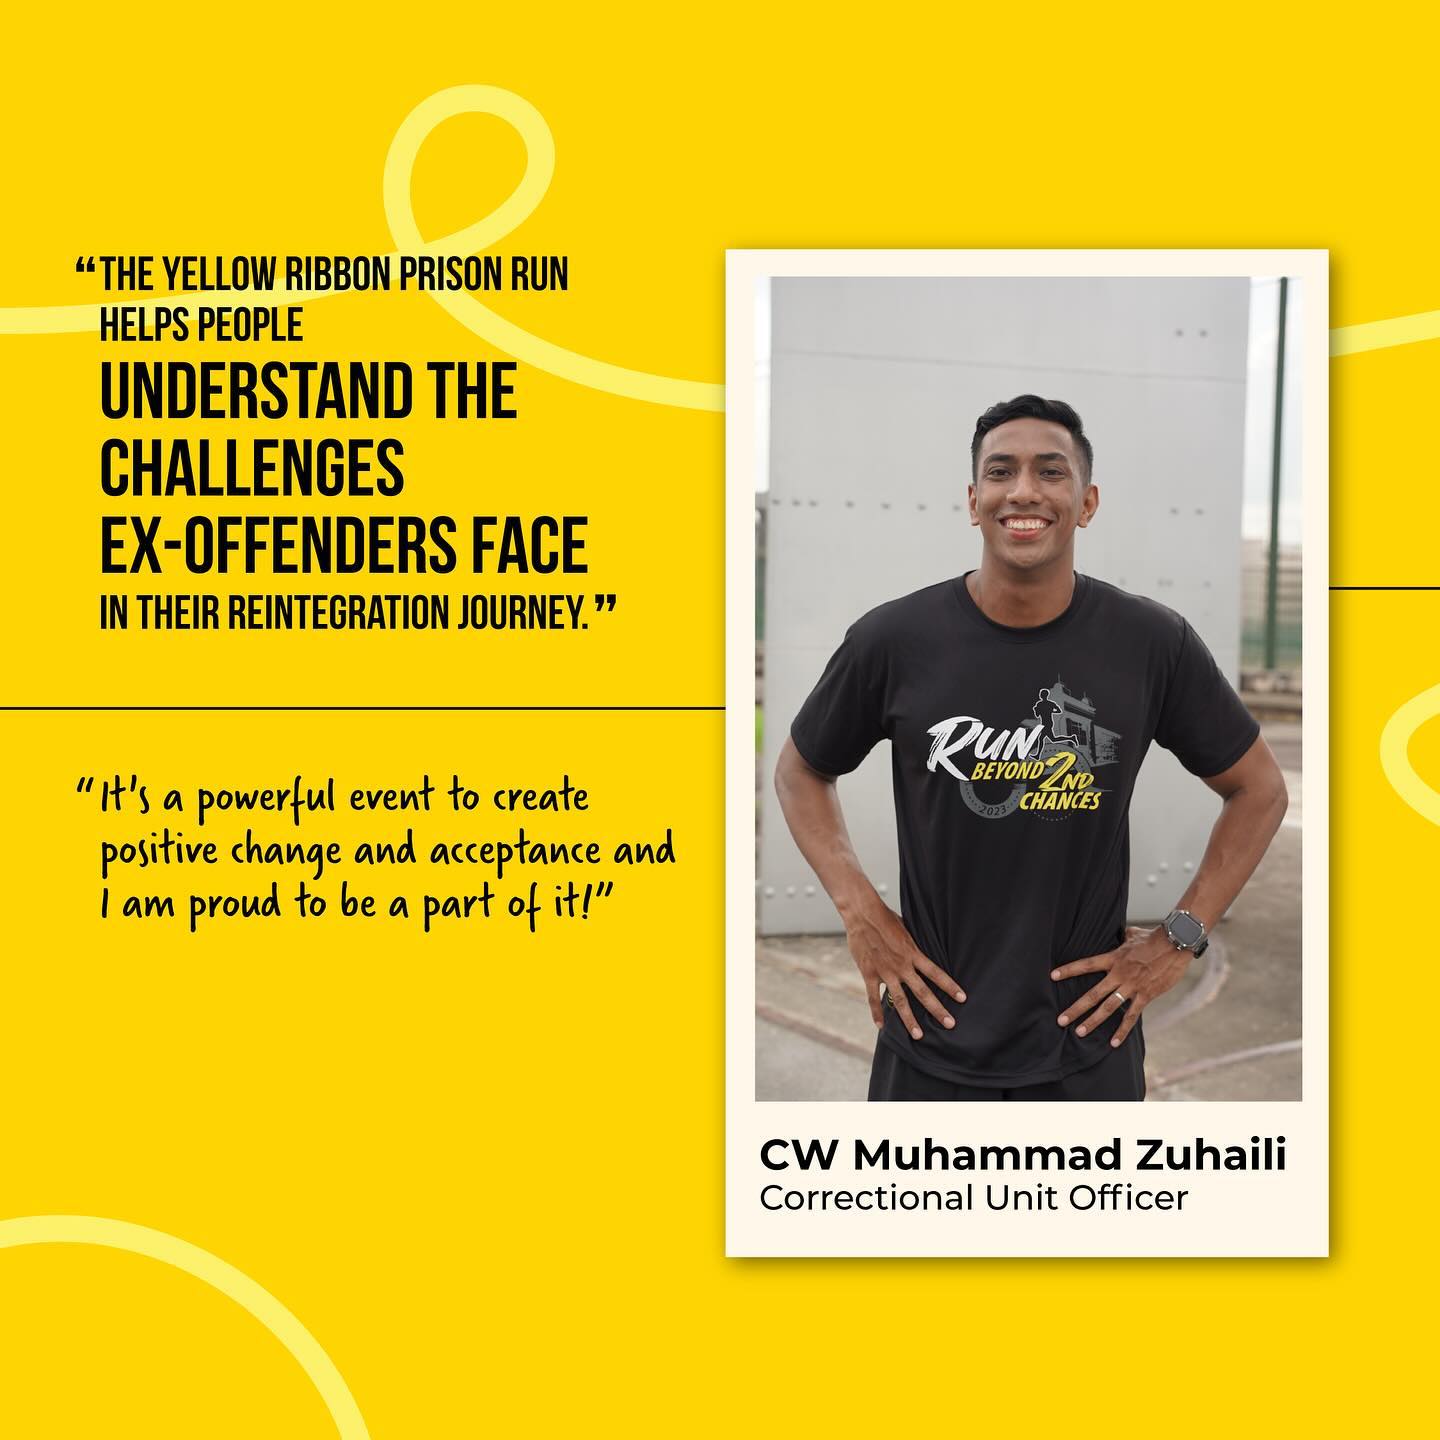 “THE YELLOW RIBBON PRISON RUN
HELPS PEOPLE
UNDERSTAND THE
CHALLENGES
EX-OFFENDERS FACE
IN THEIR REINTEGRATION JOURNEY.”
“It's a powerful event to create
positive change and acceptance and
I am proud to be a part of it!”
RUN
BEYOND 2ND
CHANCES
2023
CW Muhammad Zuhaili
Correctional Unit Officer